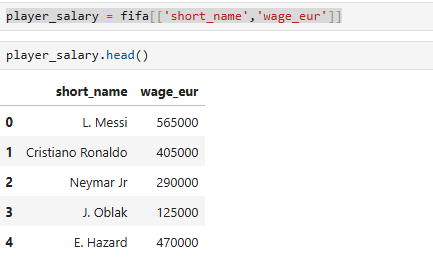 player_salary = fifa[['short_name','wage_eur']]
player_salary.head()
short_name wage_eur
0 L. Messi 565000
1 Cristiano Ronaldo 405000
2 Neymar Jr 290000
3 J. Oblak 125000
4 E. Hazard 470000